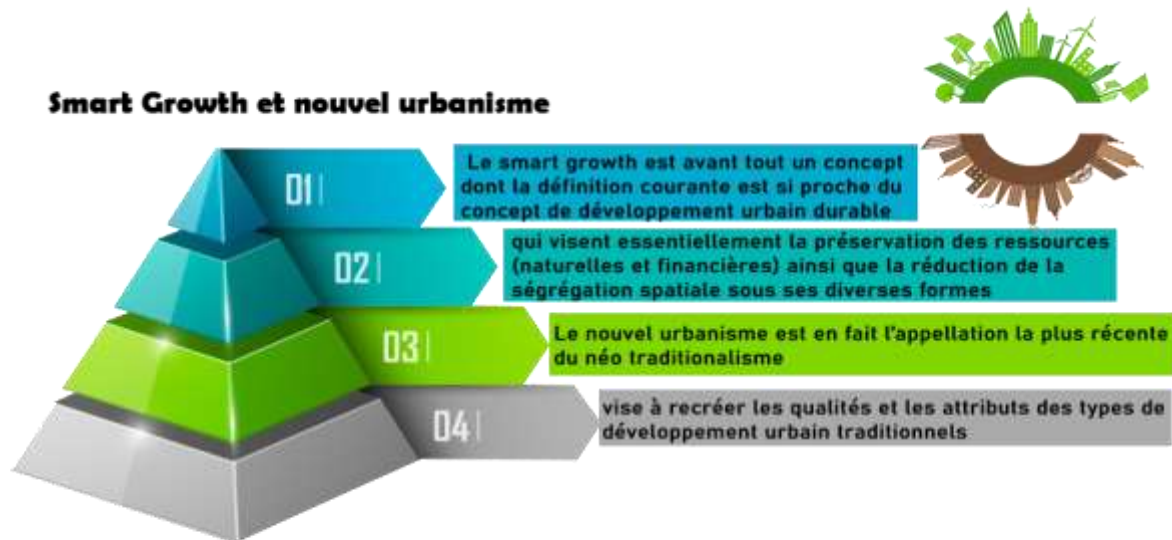 Smart Growth et nouvel urbanisme
01
Le smart growth est avant tout un concept
dont la définition courante est si proche du
concept de développement urbain durable
02
qui visent essentiellement la préservation des ressources
(naturelles et financières) ainsi que la réduction de la
ségrégation spatiale sous ses diverses formes
03
Le nouvel urbanisme est en fait l'appellation la plus récente
du néo traditionalisme
04
vise à recréer les qualités et les attributs des types de
développement urbain traditionnels